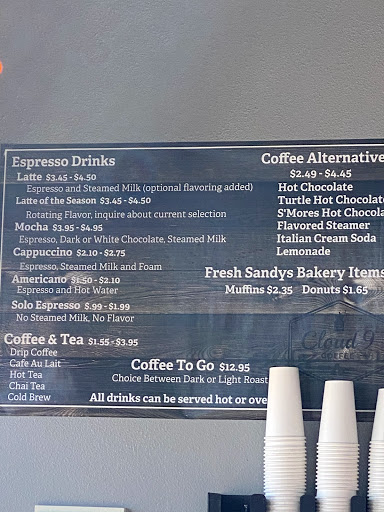 Espresso Drinks
Latte $3.45 - $4.50
Espresso and Steamed Milk (optional flavoring added)
Latte of the Season $3.45 - $4.50
Rotating Flavor, inquire about current selection
Mocha $3.95 - $4.95
Espresso, Dark or White Chocolate, Steamed Milk
Cappuccino $2.10 - $2.75
Espresso, Steamed Milk and Foam
Americano $1.50 - $2.10
Espresso and Hot Water
Solo Espresso $.99 - $1.99
No Steamed Milk, No Flavor
Coffee & Tea $1.55 - $3.95
Drip Coffee
Cafe Au Lait
Hot Tea
Chai Tea
Cold Brew
Coffee Alternative
$2.49 - $4.45
Hot Chocolate
Turtle Hot Chocolat
S'Mores Hot Chocola
Flavored Steamer
Italian Cream Soda
Lemonade
Fresh Sandys Bakery Items
Muffins $2.35 Donuts $1.65
Cloud 9
Coffee To Go $12.95
Choice Between Dark or Light Roast
All drinks can be served hot or ove